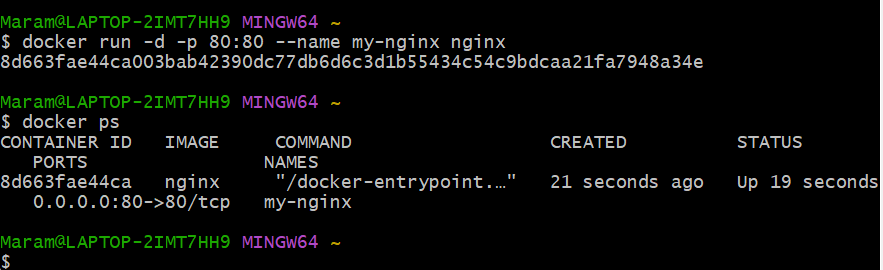 Maram@LAPTOP-2IMT7HH9 MINGW64 ~
$ docker run -d -p 80:80 --name my-nginx nginx
8d663fae44ca003bab42390dc77db6d6c3d1b55434c54c9bdcaa21fa7948a34e
Maram@LAPTOP-2IMT7HH9 MINGW64 ~
$ docker ps
CONTAINER ID   IMAGE     COMMAND                  CREATED          STATUS
   PORTS                NAMES
8d663fae44ca   nginx     "/docker-entrypoint.…"   21 seconds ago   Up 19 seconds
   0.0.0.0:80->80/tcp   my-nginx
Maram@LAPTOP-2IMT7HH9 MINGW64 ~
$